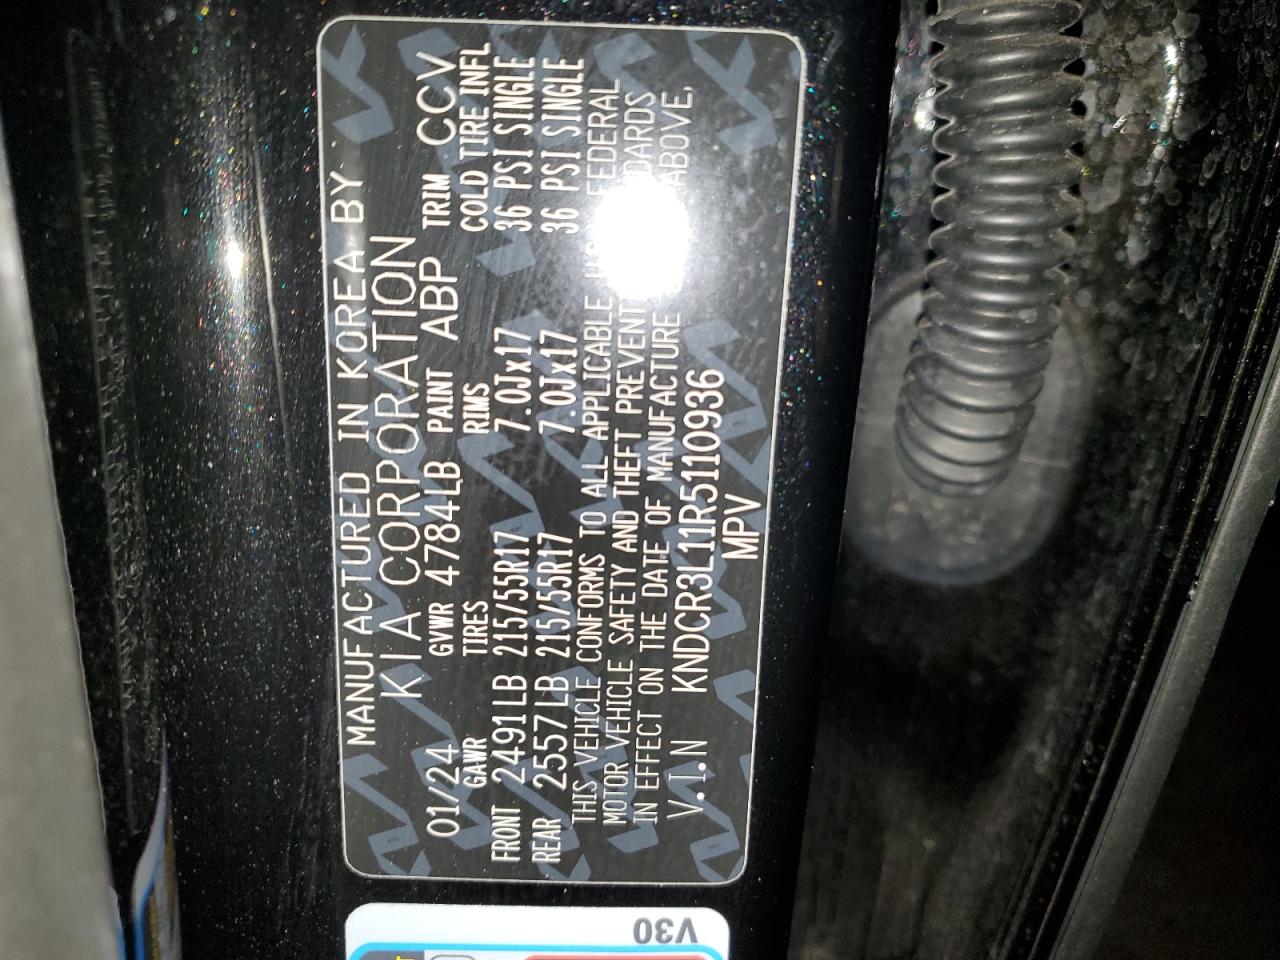 MANUFACTURED IN KOREA BY
KIA CORPORATION
01/24 GVWR 4784LB PAINT ABP TRIM CCV
GAWR TIRES RIMS COLD TIRE INFL
FRONT 2491LB 215/55R17 7.0Jx17 36 PSI SINGLE
REAR 2557LB 215/55R17 7.0Jx17 36 PSI SINGLE
THIS VEHICLE CONFORMS TO ALL APPLICABLE FEDERAL
MOTOR VEHICLE SAFETY AND THEFT PREVENT DARDS
IN EFFECT ON THE DATE OF MANUFACTURE ABOVE.
V.I.N KNDCR3L11R5110936
MPV
V30